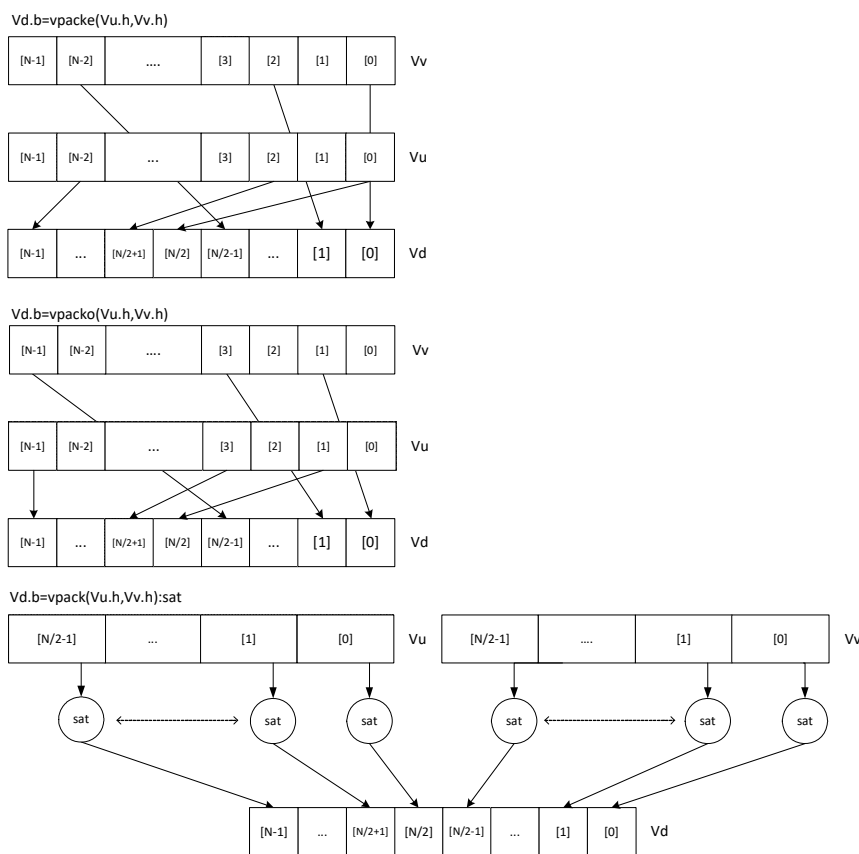 Vd.b=vpacke(Vu.h,Vv.h)
[N-1] [N-2] .... [3] [2] [1] [0] Vv
[N-1] [N-2] ... [3] [2] [1] [0] Vu
[N-1] ... [N/2+1] [N/2] [N/2-1] ... [1] [0] Vd
Vd.b=vpacko(Vu.h,Vv.h)
[N-1] [N-2] .... [3] [2] [1] [0] Vv
[N-1] [N-2] ... [3] [2] [1] [0] Vu
[N-1] ... [N/2+1] [N/2] [N/2-1] ... [1] [0] Vd
Vd.b=vpack(Vu.h,Vv.h):sat
[N/2-1] ... [1] [0] Vu [N/2-1] .... [1] [0] Vv
sat sat sat sat sat sat
[N-1] ... [N/2+1] [N/2] [N/2-1] ... [1] [0] Vd